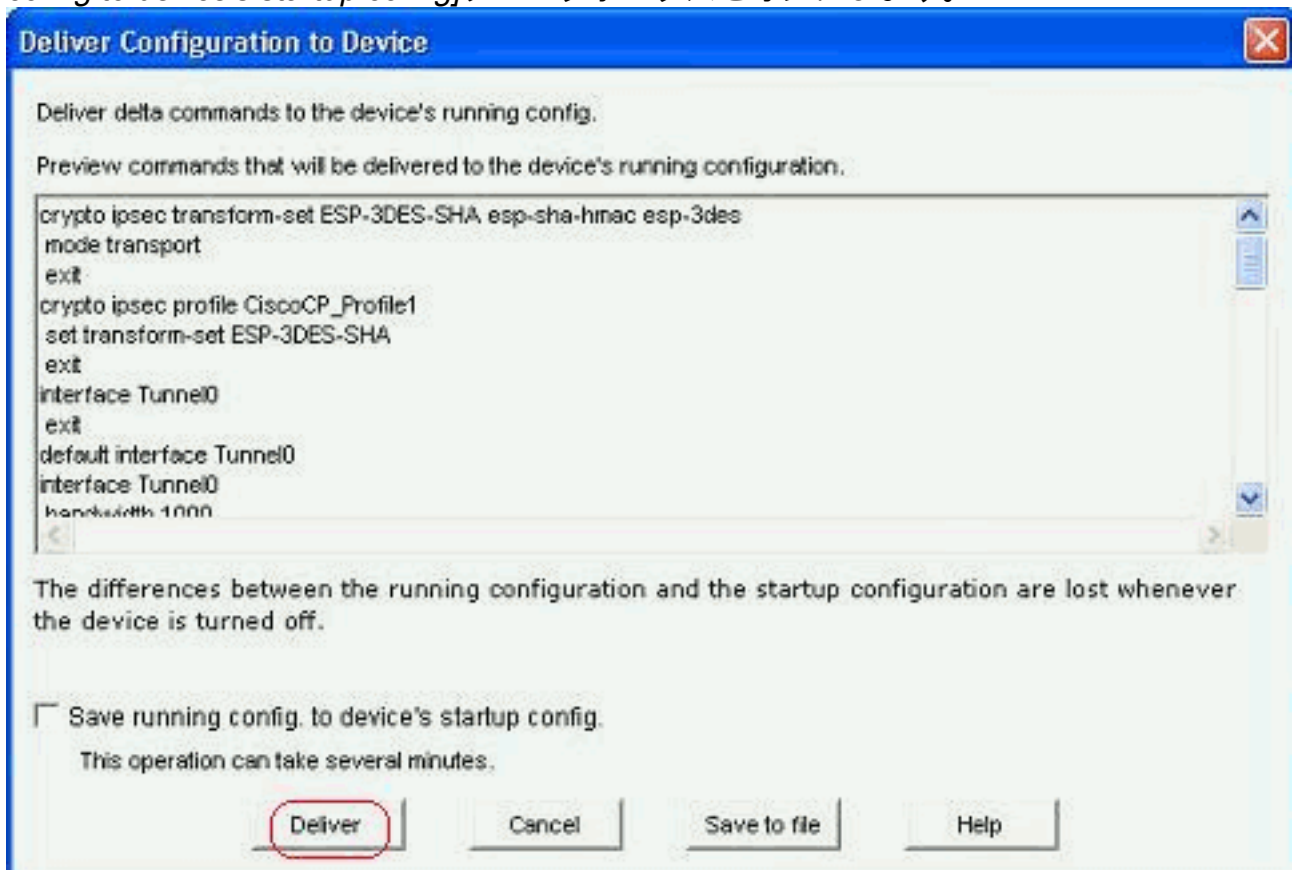 Deliver Configuration to Device
Deliver delta commands to the device's running config.
Preview commands that will be delivered to the device's running configuration.
crypto ipsec transform-set ESP-3DES-SHA esp-sha-hmac esp-3des
mode transport
exit
crypto ipsec profile CiscoCP_Profile1
set transform-set ESP-3DES-SHA
exit
interface Tunnel0
exit
default interface Tunnel0
interface Tunnel0
bandwidth 1000
The differences between the running configuration and the startup configuration are lost whenever
the device is turned off.
Save running config. to device's startup config.
This operation can take several minutes.
Deliver Cancel Save to file Help